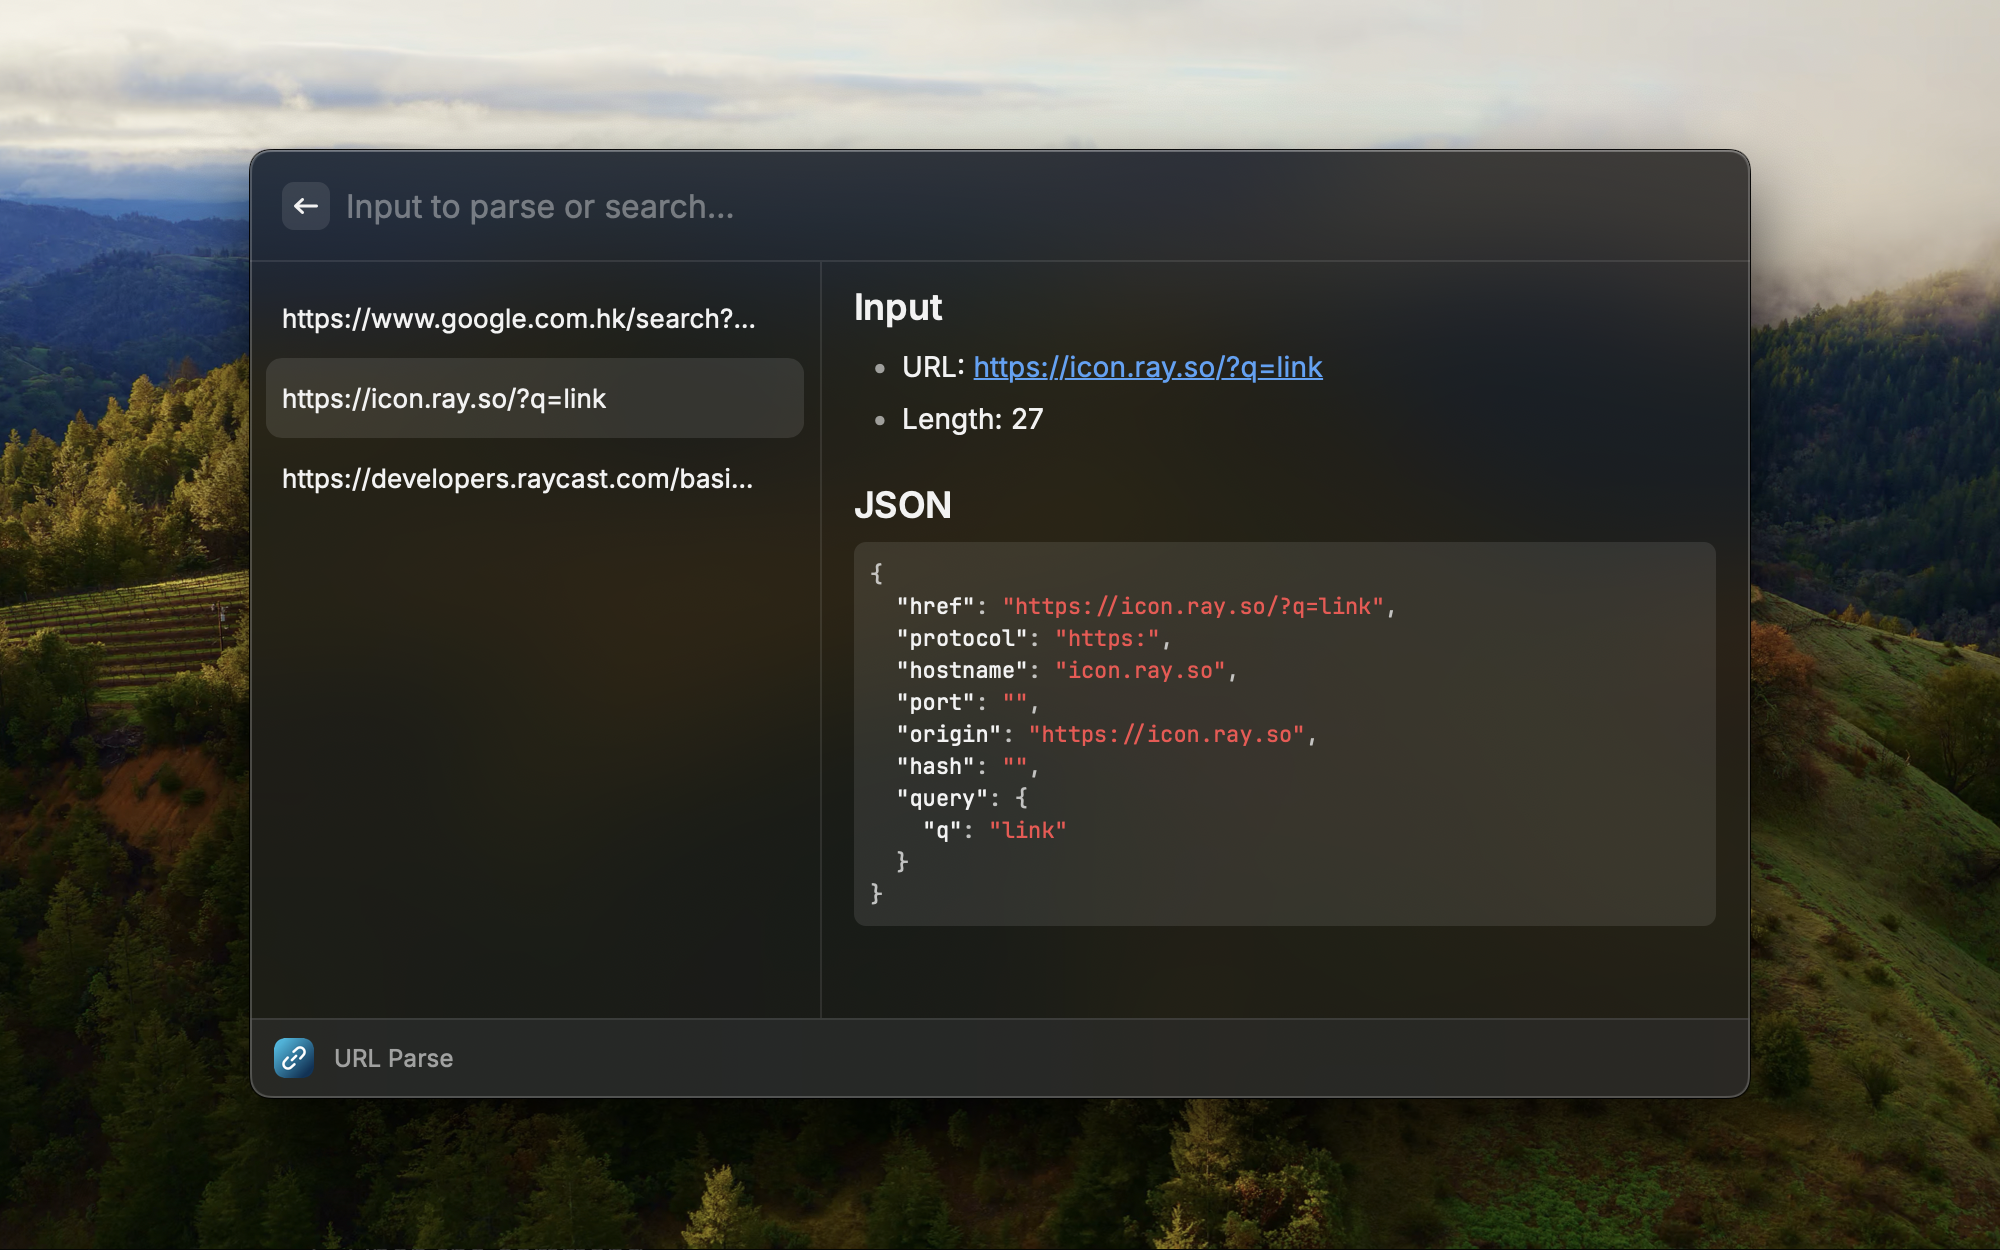 Input to parse or search...
https://www.google.com.hk/search?...
https://icon.ray.so/?q=link
https://developers.raycast.com/basi...
Input
URL: https://icon.ray.so/?q=link
Length: 27
JSON
{
  "href": "https://icon.ray.so/?q=link",
  "protocol": "https:",
  "hostname": "icon.ray.so",
  "port": "",
  "origin": "https://icon.ray.so",
  "hash": "",
  "query": {
    "q": "link"
  }
}
URL Parse